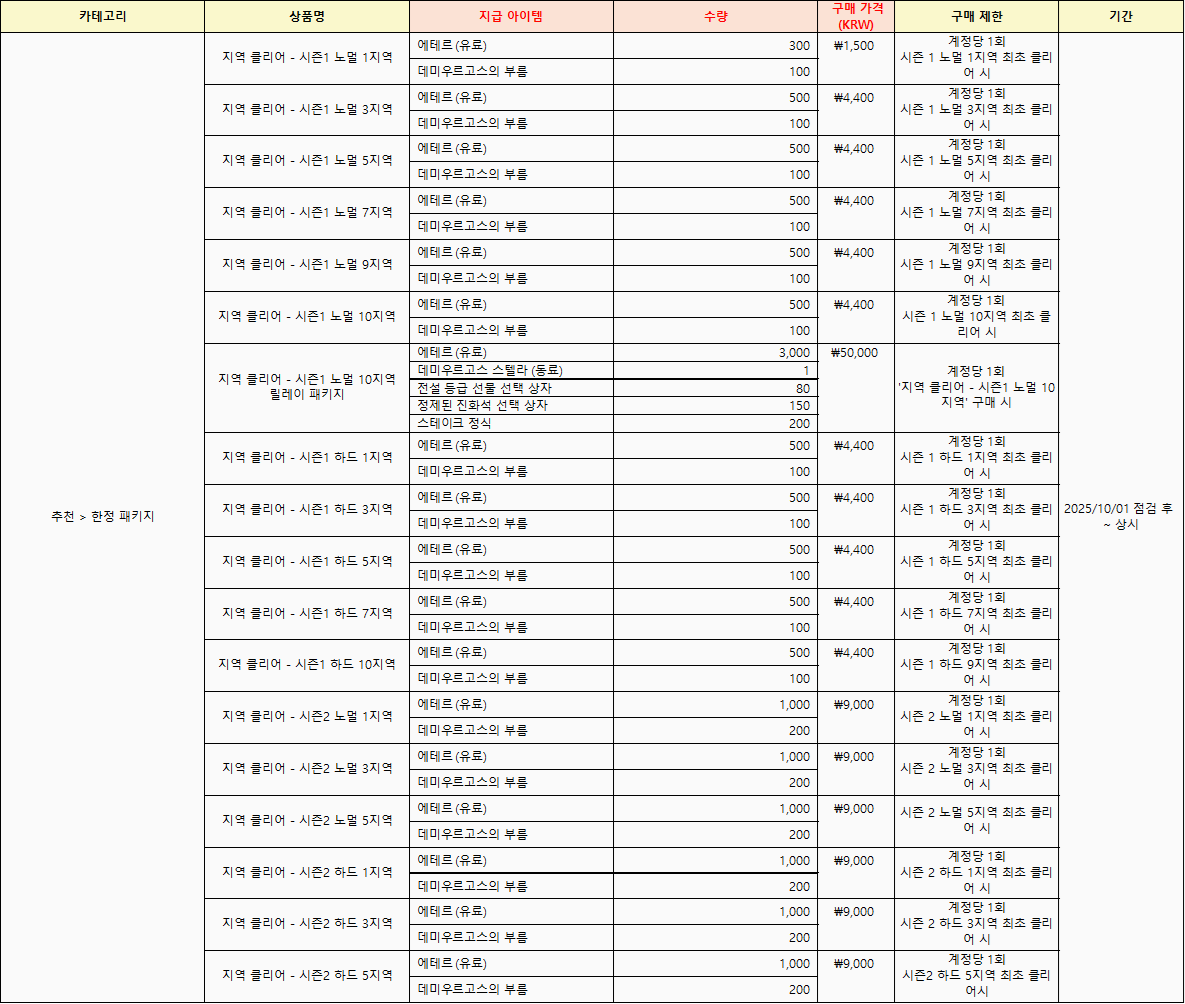 카테고리
상품명
지급 아이템
수량
구매 가격
(KRW)
구매 제한
기간
추천 > 한정 패키지
2025/10/01 점검 후
~ 상시
지역 클리어 - 시즌1 노멀 1지역
에테르 (유료)
300
₩1,500
데미우르고스의 부름
100
계정당 1회
시즌 1 노멀 1지역 최초 클리
어 시
지역 클리어 - 시즌1 노멀 3지역
에테르 (유료)
500
₩4,400
데미우르고스의 부름
100
계정당 1회
시즌 1 노멀 3지역 최초 클리
어 시
지역 클리어 - 시즌1 노멀 5지역
에테르 (유료)
500
₩4,400
데미우르고스의 부름
100
계정당 1회
시즌 1 노멀 5지역 최초 클리
어 시
지역 클리어 - 시즌1 노멀 7지역
에테르 (유료)
500
₩4,400
데미우르고스의 부름
100
계정당 1회
시즌 1 노멀 7지역 최초 클리
어 시
지역 클리어 - 시즌1 노멀 9지역
에테르 (유료)
500
₩4,400
데미우르고스의 부름
100
계정당 1회
시즌 1 노멀 9지역 최초 클리
어 시
지역 클리어 - 시즌1 노멀 10지역
에테르 (유료)
500
₩4,400
데미우르고스의 부름
100
계정당 1회
시즌 1 노멀 10지역 최초 클
리어 시
지역 클리어 - 시즌1 노멀 10지역
릴레이 패키지
에테르 (유료)
3,000
₩50,000
데미우르고스 스텔라 (동료)
1
전설 등급 선물 선택 상자
80
정제된 진화석 선택 상자
150
스테이크 정식
200
계정당 1회
'지역 클리어 - 시즌1 노멀 10
지역' 구매 시
지역 클리어 - 시즌1 하드 1지역
에테르 (유료)
500
₩4,400
데미우르고스의 부름
100
계정당 1회
시즌 1 하드 1지역 최초 클리
어 시
지역 클리어 - 시즌1 하드 3지역
에테르 (유료)
500
₩4,400
데미우르고스의 부름
100
계정당 1회
시즌 1 하드 3지역 최초 클리
어 시
지역 클리어 - 시즌1 하드 5지역
에테르 (유료)
500
₩4,400
데미우르고스의 부름
100
계정당 1회
시즌 1 하드 5지역 최초 클리
어 시
지역 클리어 - 시즌1 하드 7지역
에테르 (유료)
500
₩4,400
데미우르고스의 부름
100
계정당 1회
시즌 1 하드 7지역 최초 클리
어 시
지역 클리어 - 시즌1 하드 10지역
에테르 (유료)
500
₩4,400
데미우르고스의 부름
100
계정당 1회
시즌 1 하드 9지역 최초 클리
어 시
지역 클리어 - 시즌2 노멀 1지역
에테르 (유료)
1,000
₩9,000
데미우르고스의 부름
200
계정당 1회
시즌 2 노멀 1지역 최초 클리
어 시
지역 클리어 - 시즌2 노멀 3지역
에테르 (유료)
1,000
₩9,000
데미우르고스의 부름
200
계정당 1회
시즌 2 노멀 3지역 최초 클리
어 시
지역 클리어 - 시즌2 노멀 5지역
에테르 (유료)
1,000
₩9,000
데미우르고스의 부름
200
시즌 2 노멀 5지역 최초 클리
어 시
지역 클리어 - 시즌2 하드 1지역
에테르 (유료)
1,000
₩9,000
데미우르고스의 부름
200
계정당 1회
시즌 2 하드 1지역 최초 클리
어 시
지역 클리어 - 시즌2 하드 3지역
에테르 (유료)
1,000
₩9,000
데미우르고스의 부름
200
계정당 1회
시즌 2 하드 3지역 최초 클리
어 시
지역 클리어 - 시즌2 하드 5지역
에테르 (유료)
1,000
₩9,000
데미우르고스의 부름
200
계정당 1회
시즌2 하드 5지역 최초 클리
어시